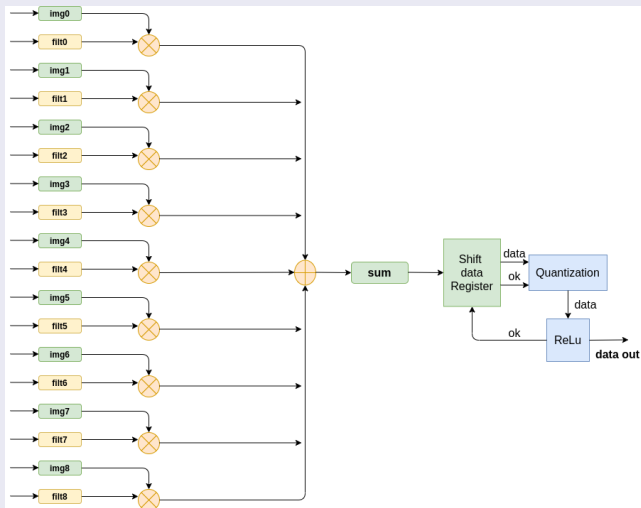 img0
filt0
img1
filt1
img2
filt2
img3
filt3
img4
filt4
img5
filt5
img6
filt6
img7
filt7
img8
filt8
sum
Shift
data
Register
data
ok
Quantization
data
ReLu
ok
data out